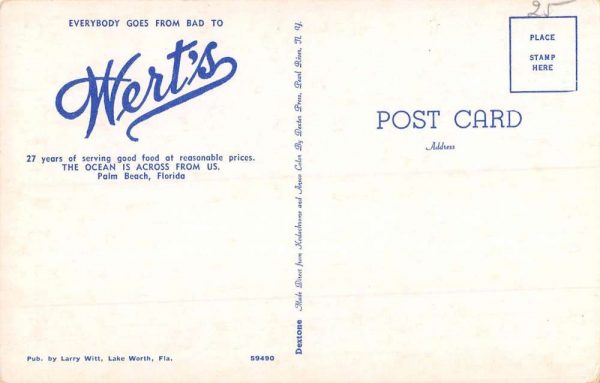 EVERYBODY GOES FROM BAD TO
Wert's
27 years of serving good food at reasonable prices.
THE OCEAN IS ACROSS FROM US.
Palm Beach, Florida
Pub. by Larry Witt, Lake Worth, Fla.
59490
Dextone Made Direct from Kodachrome and Ansco Color By Dexter Press, Pearl River, N. Y.
25
PLACE
STAMP
HERE
POST CARD
Address